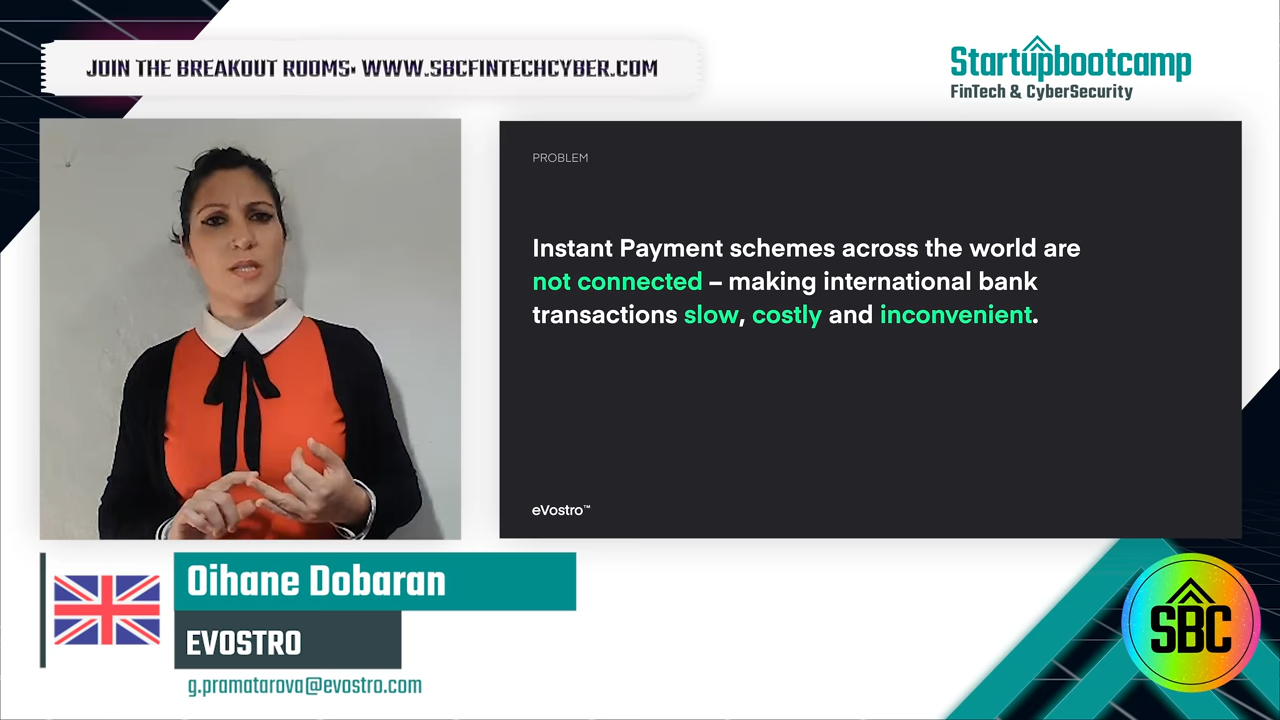 JOIN THE BREAKOUT ROOMS: WWW.SBCFINTECHCYBER.COM
Startupbootcamp
FinTech & CyberSecurity
PROBLEM
Instant Payment schemes across the world are
not connected – making international bank
transactions slow, costly and inconvenient.
eVostro™
Oihane Dobaran
EVOSTRO
g.pramatarova@evostro.com
SBC